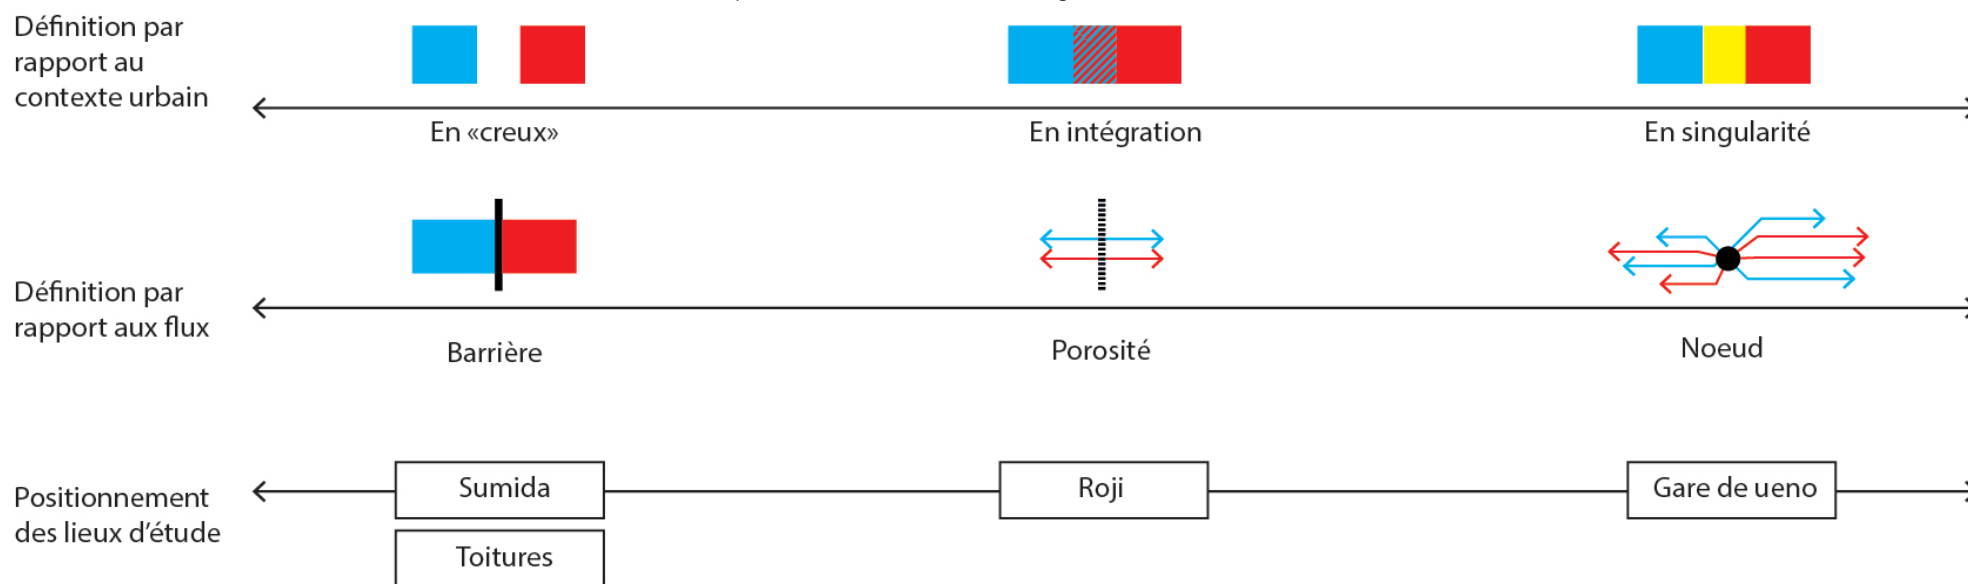 Définition par
rapport au
contexte urbain
En «creux»
En intégration
En singularité
Définition par
rapport aux flux
Barrière
Porosité
Noeud
Positionnement
des lieux d'étude
Sumida
Roji
Gare de ueno
Toitures